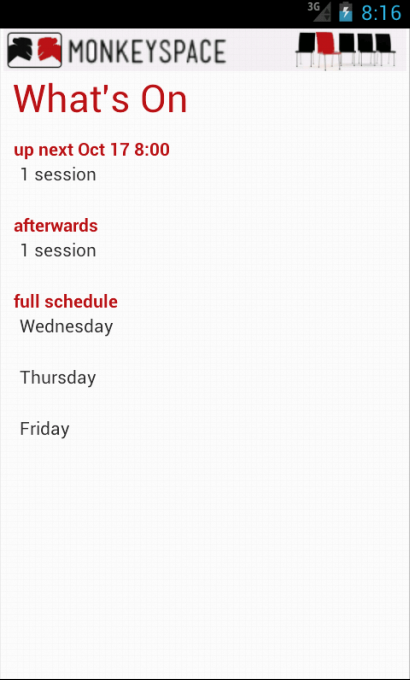 3G 8:16
MONKEYSPACE
What's On
up next Oct 17 8:00
1 session
afterwards
1 session
full schedule
Wednesday
Thursday
Friday